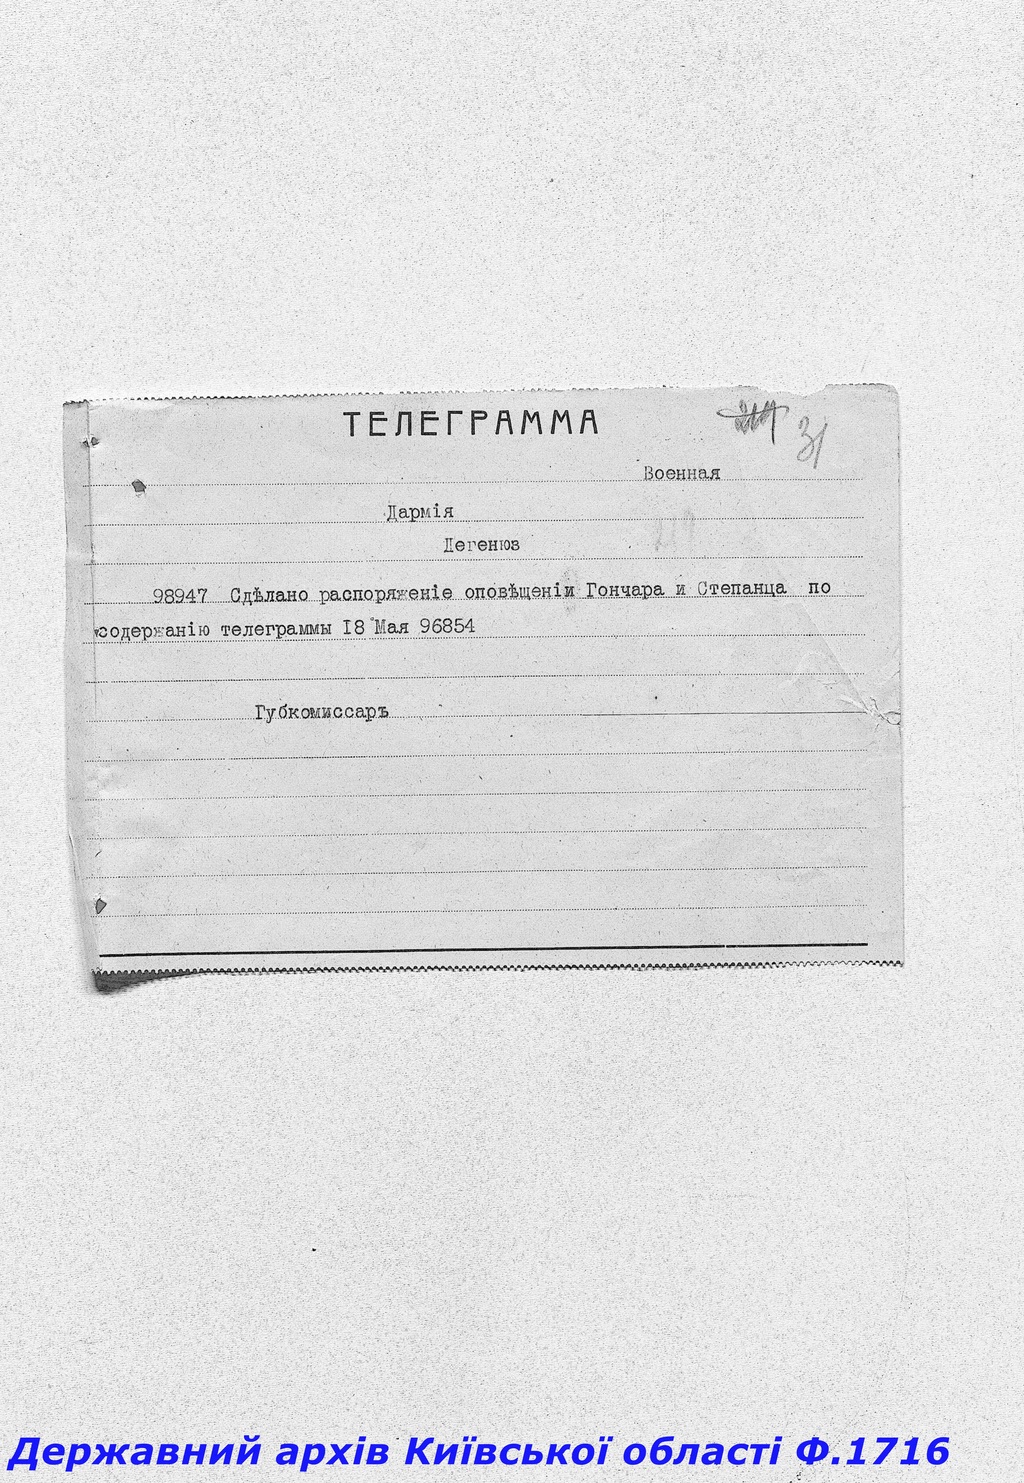 ТЕЛЕГРАММА
31
Военная
Дармія
Дегенюз
98947 Сдѣлано распоряженіе оповѣщеніи Гончара и Степанца по
содержанію телеграммы I8 Мая 96854
Губкомиссаръ
Державний архів Київської області Ф.1716